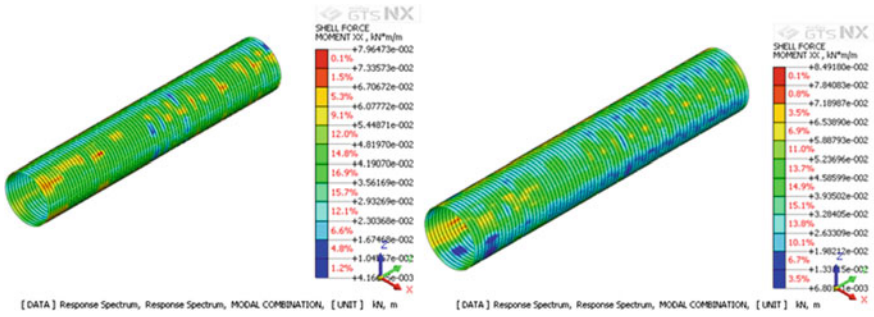 GTS NX
SHELL FORCE
MOMENT XX , kN*m/m
+7.96473e-002
0.1%
+7.33573e-002
1.5%
+6.70672e-002
5.3%
+6.07772e-002
9.1%
+5.44871e-002
12.0%
+4.81970e-002
14.8%
+4.19070e-002
16.9%
+3.56169e-002
15.7%
+2.93269e-002
12.1%
+2.30368e-002
6.6%
+1.67468e-002
4.8%
1.2%
Z
Y
X
[ DATA ] Response Spectrum, Response Spectrum, MODAL COMBINATION, [ UNIT ] kN, m
GTS NX
SHELL FORCE
MOMENT XX , kN*m/m
+8.49180e-002
0.1%
+7.84083e-002
0.8%
+7.18987e-002
3.5%
+6.53890e-002
6.9%
+5.88793e-002
11.0%
+5.23696e-002
13.7%
+4.58599e-002
14.9%
+3.93502e-002
15.1%
+3.28405e-002
13.8%
+2.63309e-002
10.1%
+1.98212e-002
6.7%
3.5%
Z
Y
X
[ DATA ] Response Spectrum, Response Spectrum, MODAL COMBINATION, [ UNIT ] kN, m